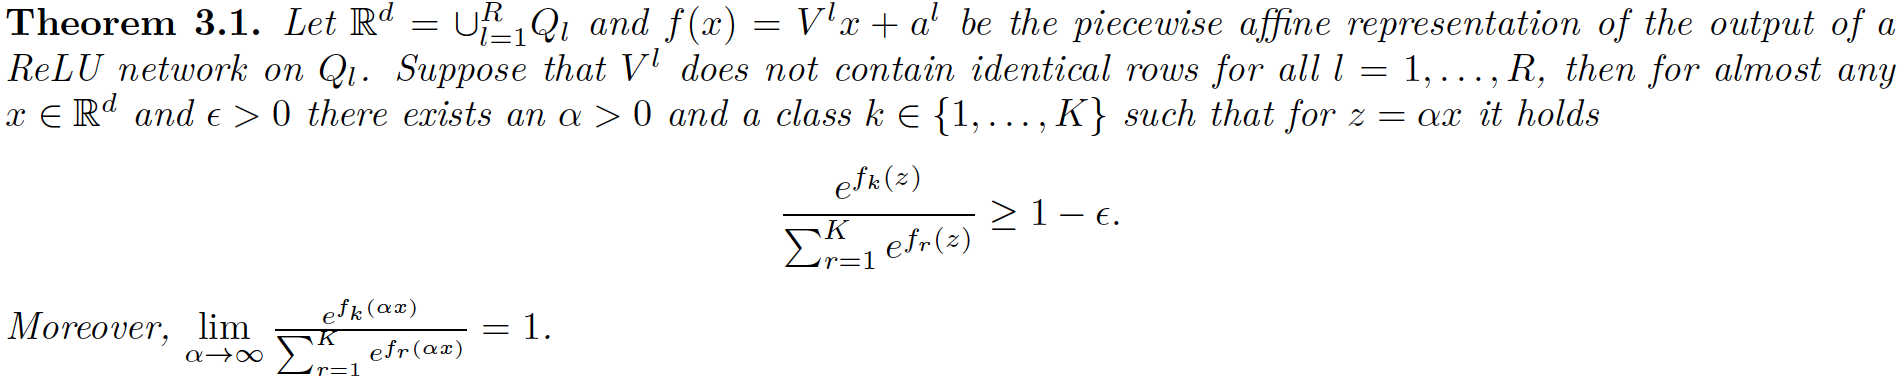 Theorem 3.1. Let $\mathbb{R}^d = \cup_{l=1}^R Q_l$ and $f(x) = V^l x + a^l$ be the piecewise affine representation of the output of a
ReLU network on $Q_l$. Suppose that $V^l$ does not contain identical rows for all $l = 1, \ldots, R$, then for almost any
$x \in \mathbb{R}^d$ and $\epsilon > 0$ there exists an $\alpha > 0$ and a class $k \in \{1, \ldots, K\}$ such that for $z = \alpha x$ it holds
$\frac{e^{f_k(z)}}{\sum_{r=1}^K e^{f_r(z)}} \geq 1 - \epsilon.$
Moreover, $\lim_{\alpha \to \infty} \frac{e^{f_k(\alpha x)}}{\sum_{r=1}^K e^{f_r(\alpha x)}} = 1.$